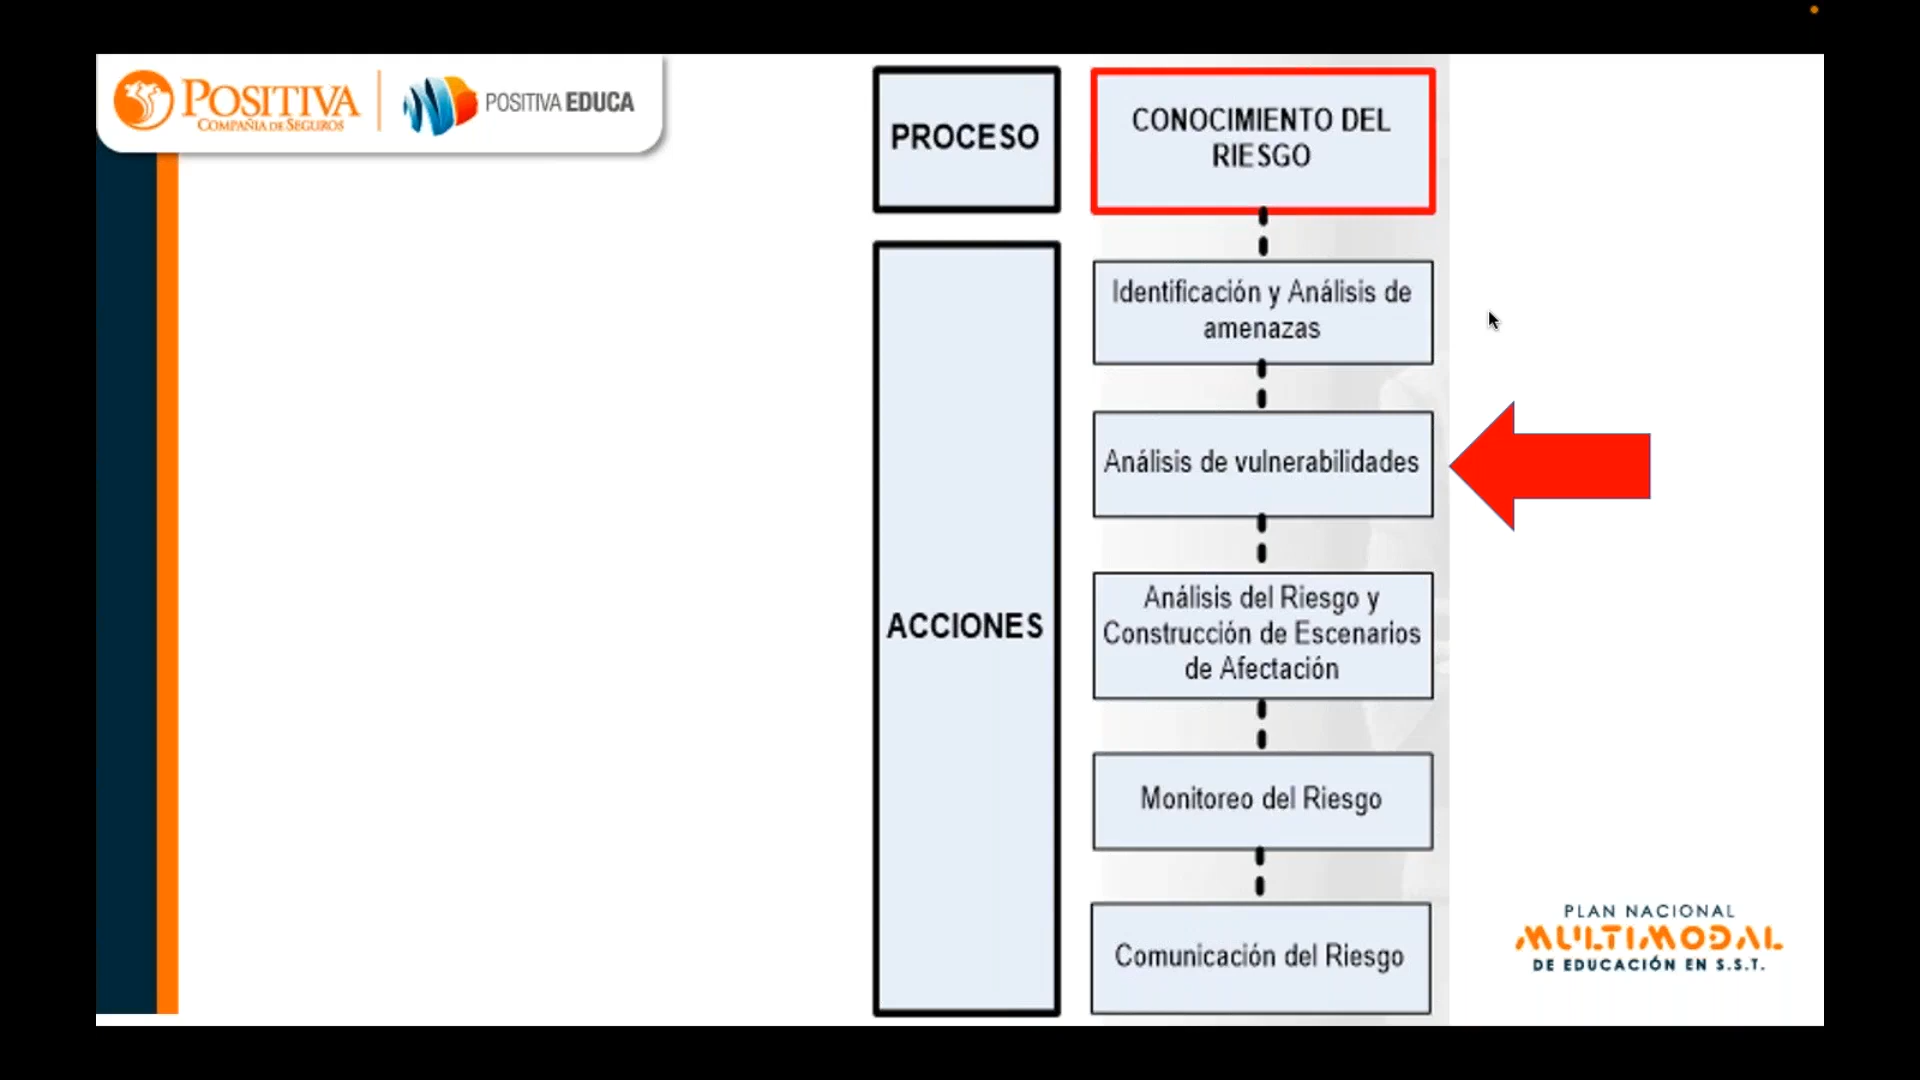 POSITIVA
COMPAÑIA DE SEGUROS
POSITIVA EDUCA
PROCESO
CONOCIMIENTO DEL
RIESGO
ACCIONES
Identificación y Análisis de
amenazas
Análisis de vulnerabilidades
Análisis del Riesgo y
Construcción de Escenarios
de Afectación
Monitoreo del Riesgo
Comunicación del Riesgo
PLAN NACIONAL
MULTIMODAL
DE EDUCACIÓN EN S.S.T.